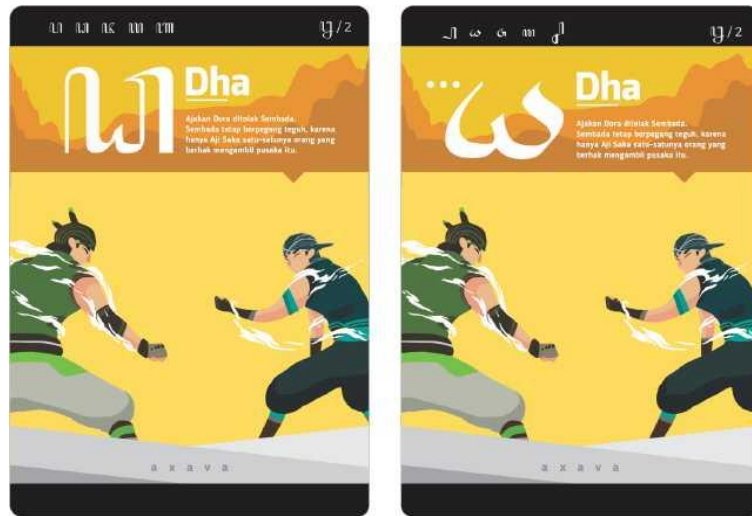 ꦥ ꦝ ꦗ ꦪ ꦚ
/2
ꦝ
Dha
Ajakan Dora ditolak Sembada.
Sembada tetap berpegang teguh, karena
hanya Aji Saka satu-satunya orang yang
berhak mengambil pusaka itu.
axava
/2
Dha
Ajakan Dora ditolak Sembada.
Sembada tetap berpegang teguh, karena
hanya Aji Saka satu-satunya orang yang
berhak mengambil pusaka itu.
axava